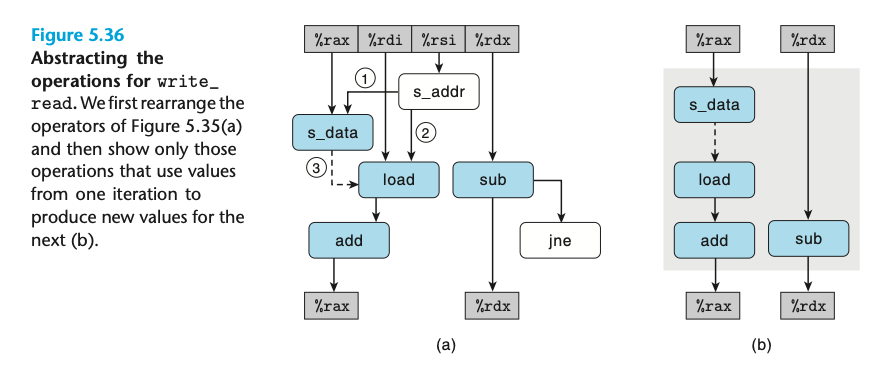 Figure 5.36
Abstracting the
operations for write_
read. We first rearrange the
operators of Figure 5.35(a)
and then show only those
operations that use values
from one iteration to
produce new values for the
next (b).
%rax %rdi %rsi %rdx
1
s_addr
s_data
2
3
load
sub
add
jne
%rax
%rdx
(a)
%rax
%rdx
s_data
load
add
sub
%rax
%rdx
(b)